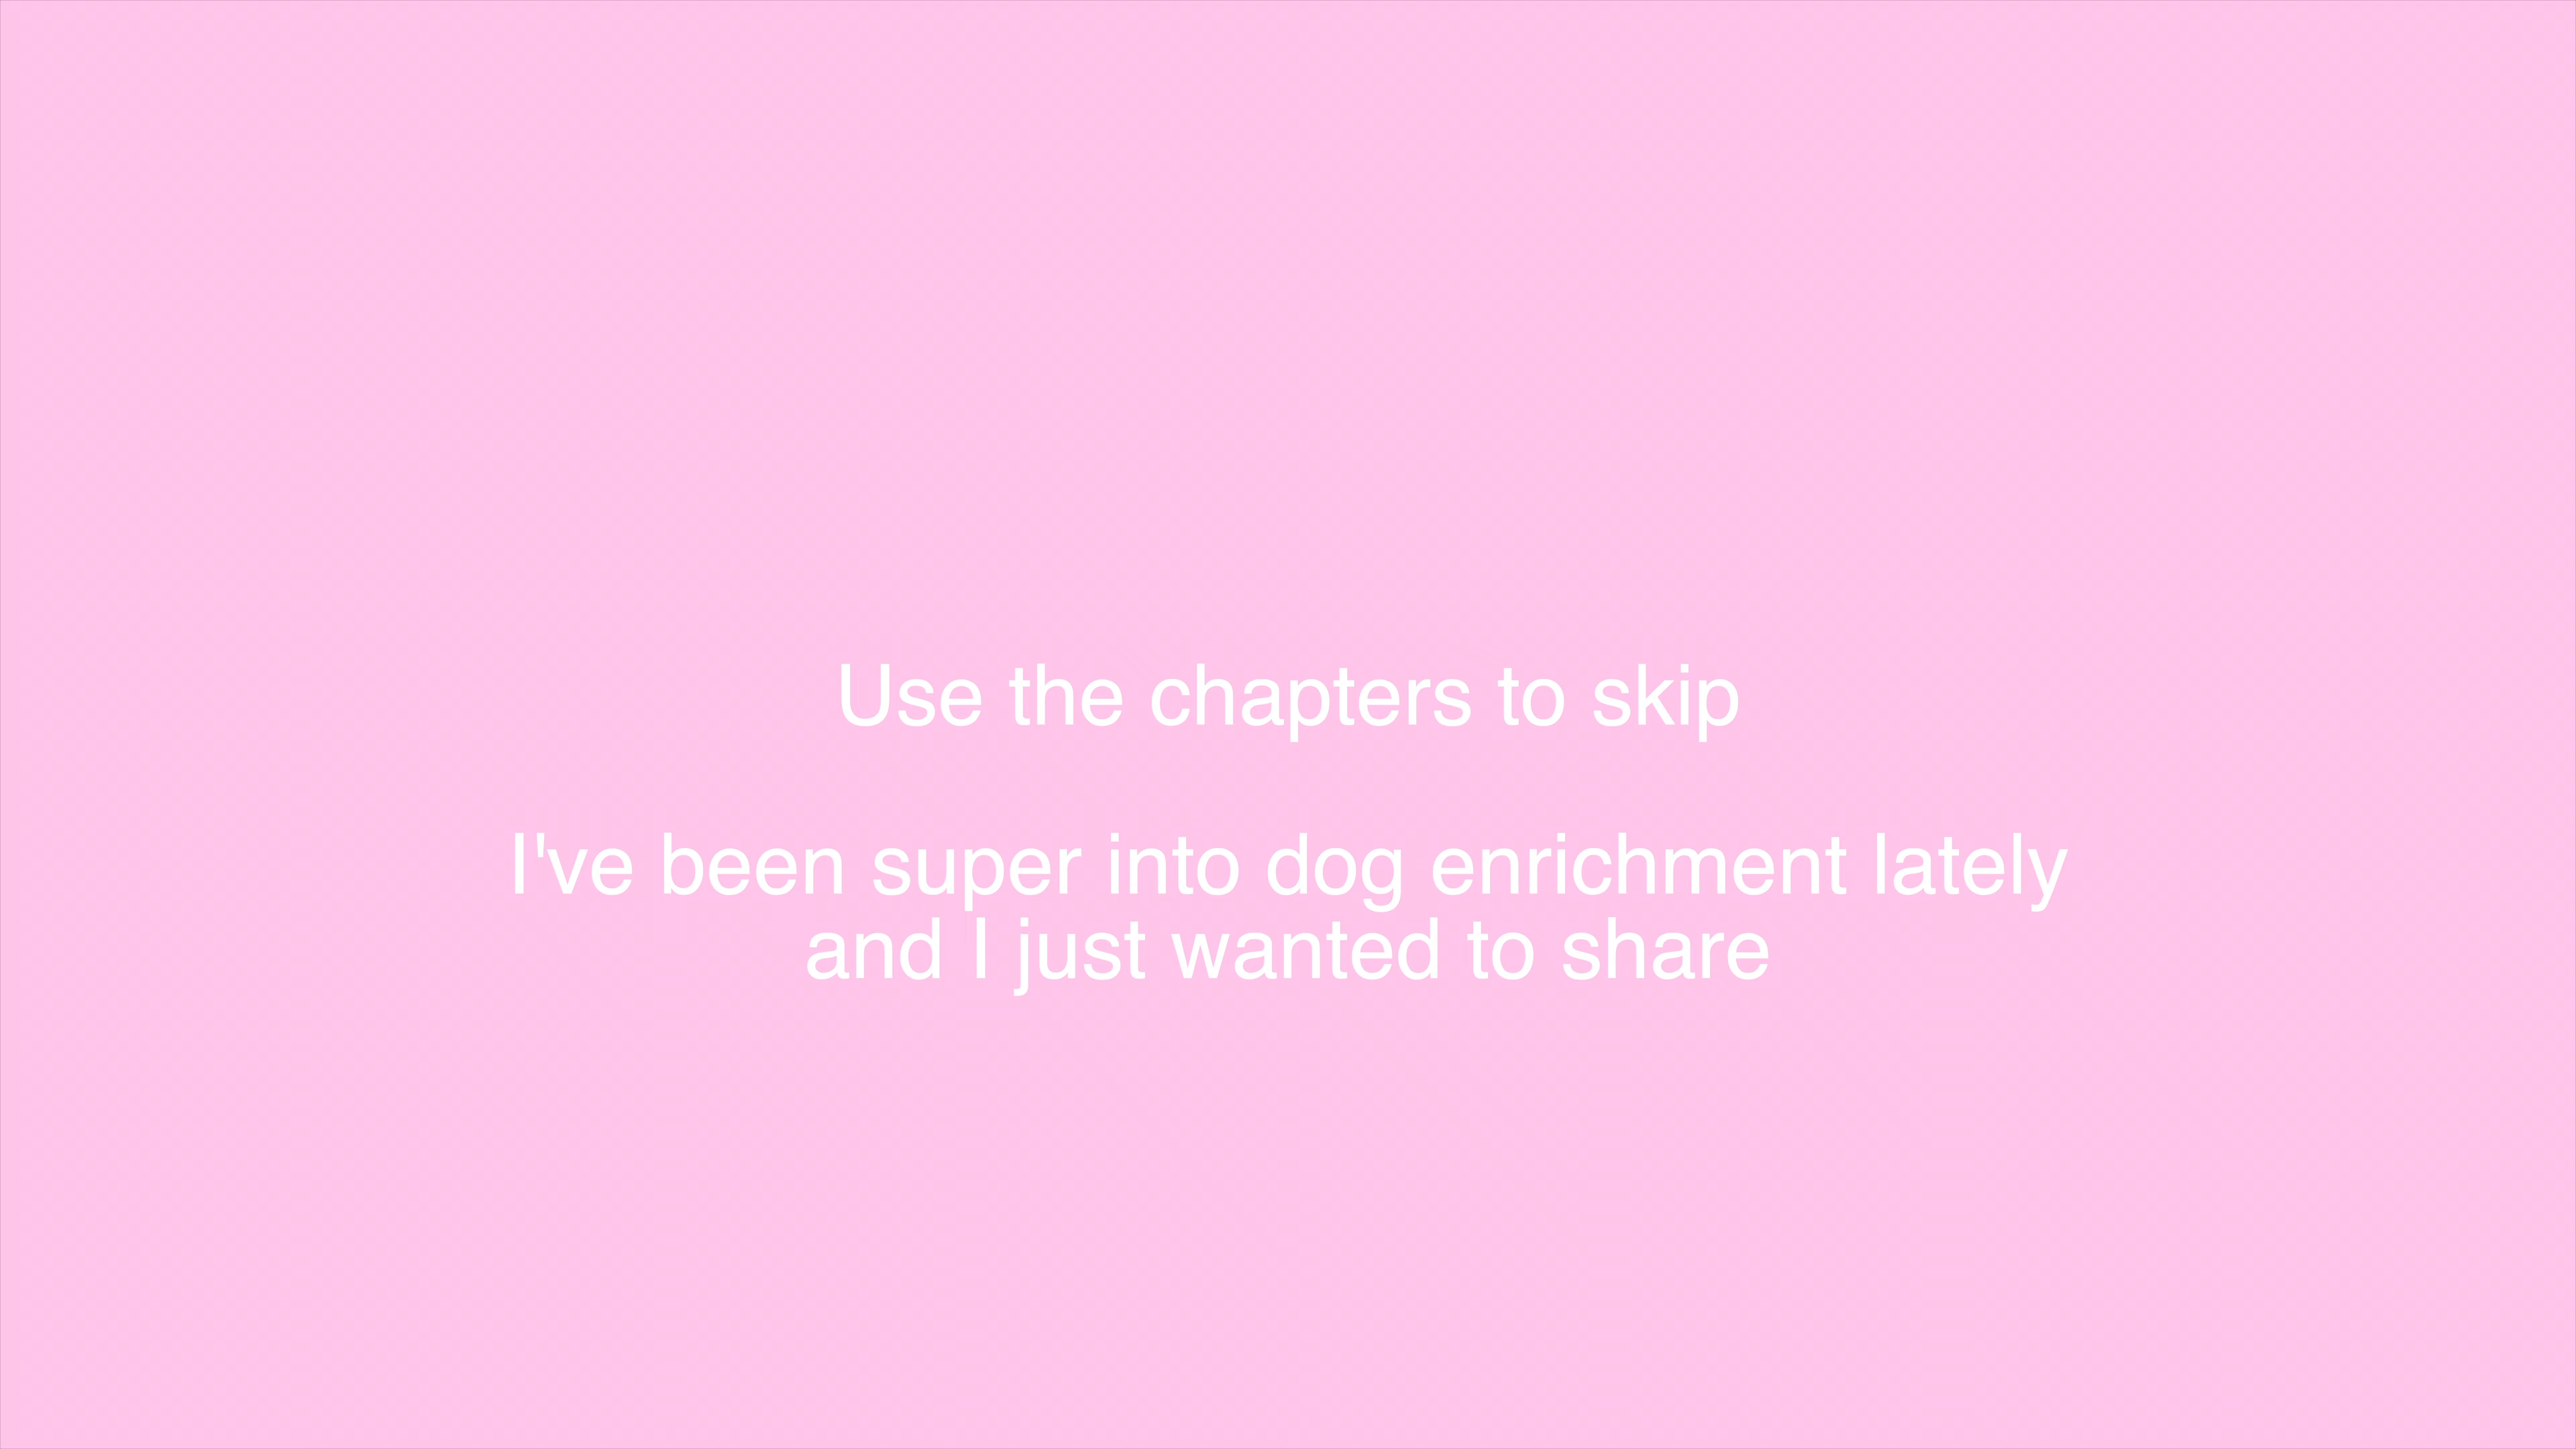 Use the chapters to skip
I've been super into dog enrichment lately
and I just wanted to share